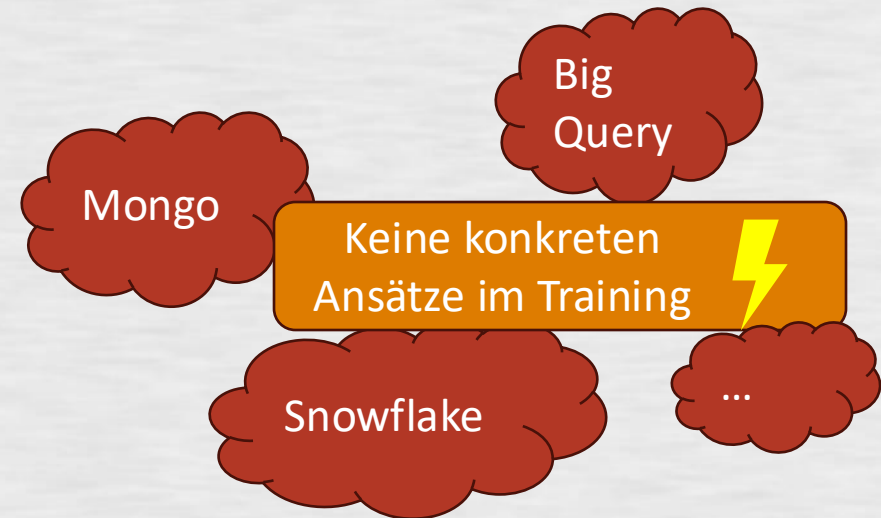 Big
Query
Mongo
Keine konkreten
Ansätze im Training
Snowflake
...